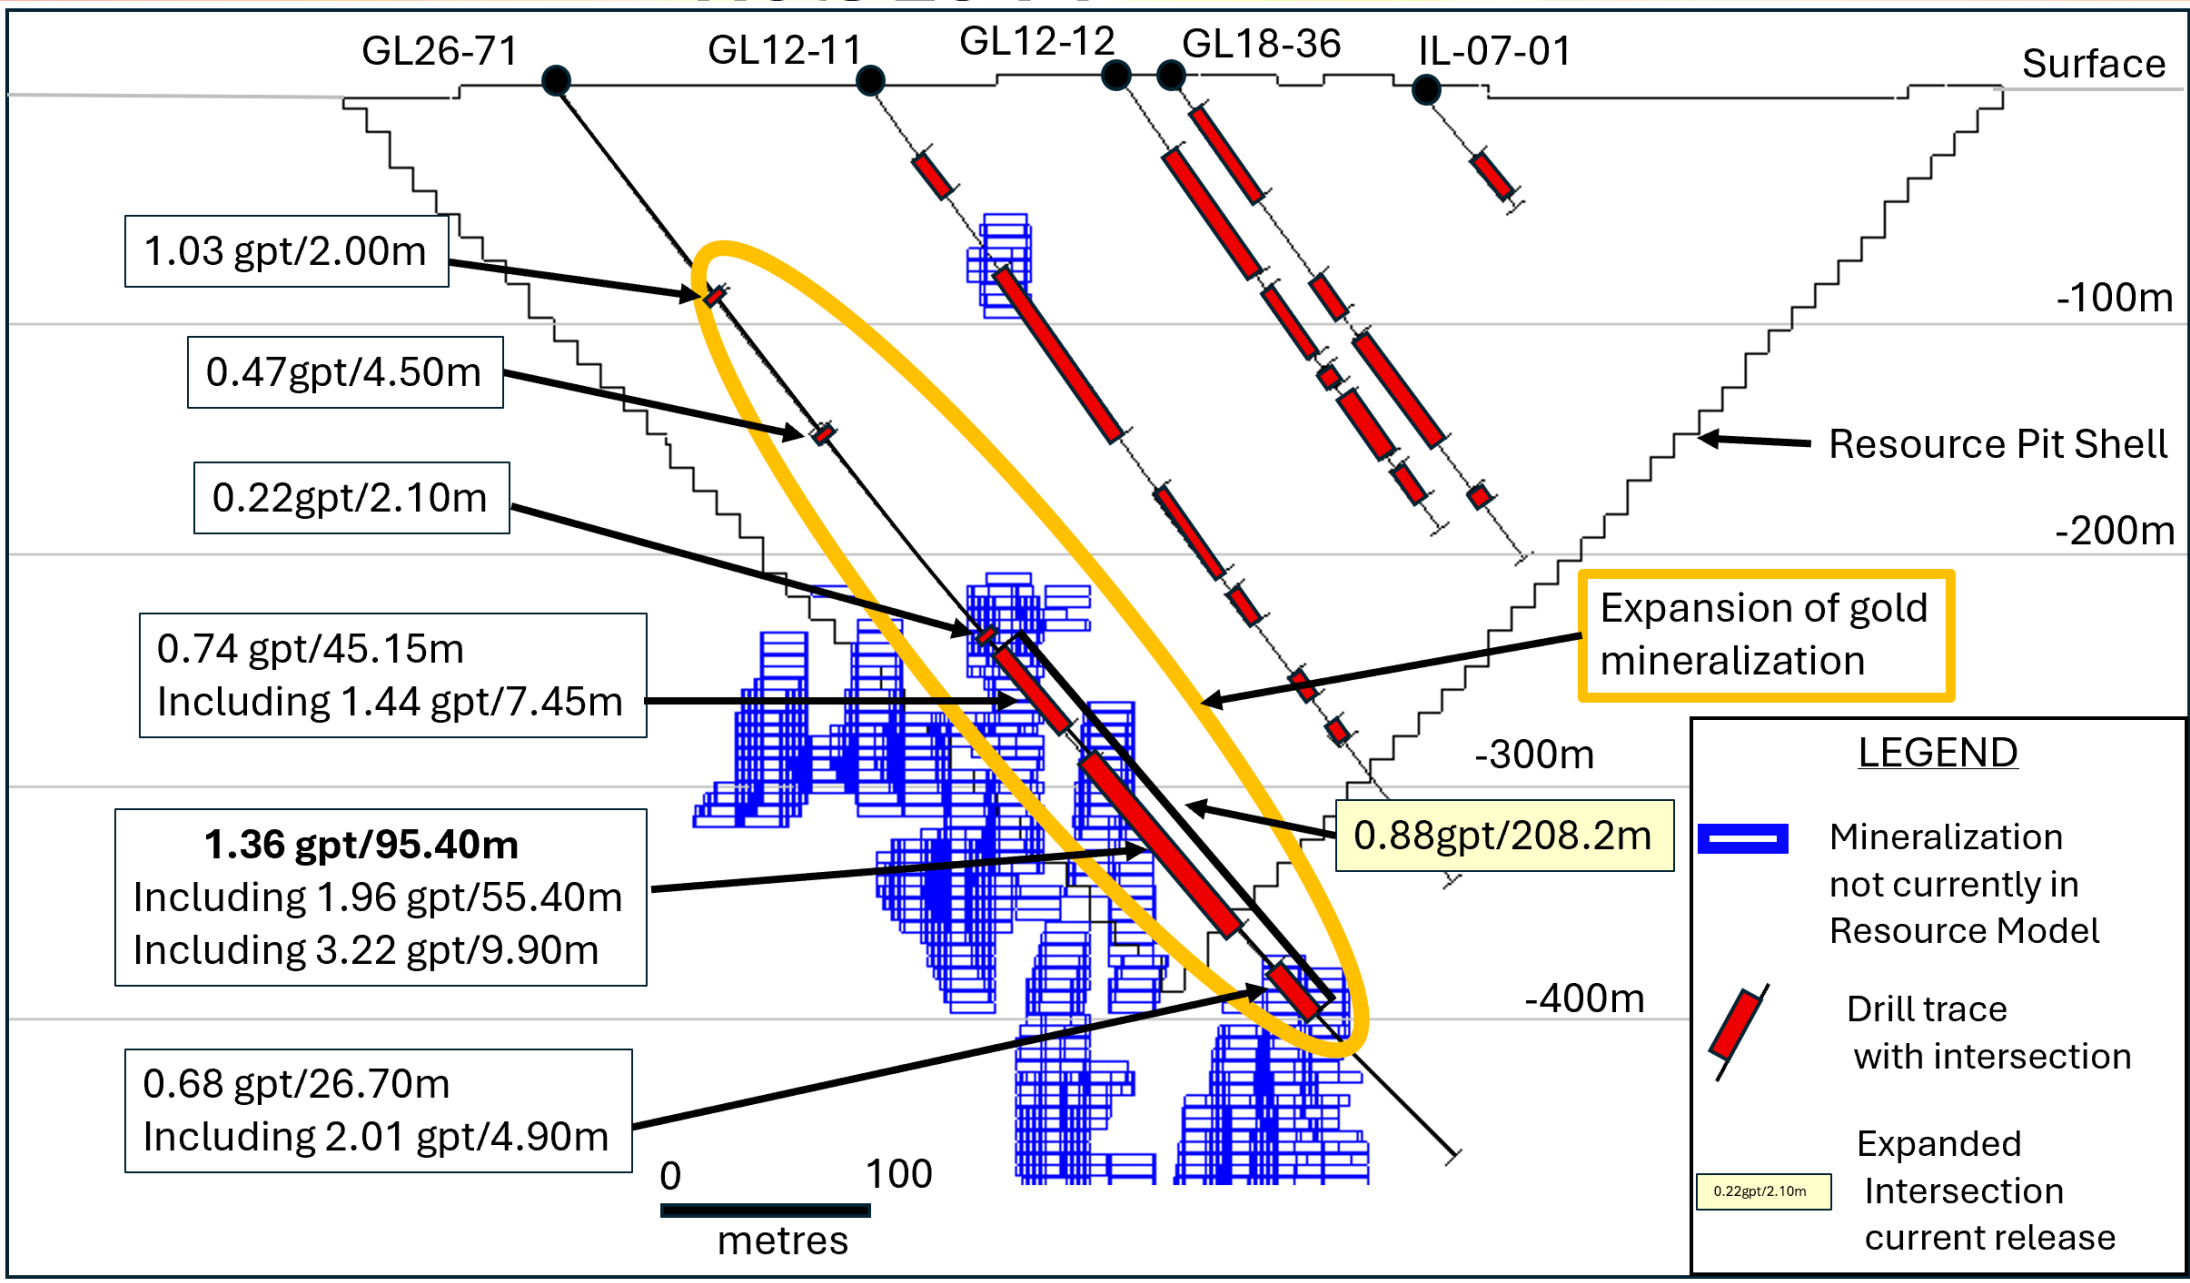 GL26-71
GL12-11
GL12-12
GL18-36
IL-07-01
Surface
1.03 gpt/2.00m
-100m
0.47gpt/4.50m
Resource Pit Shell
0.22gpt/2.10m
-200m
Expansion of gold
mineralization
0.74 gpt/45.15m
Including 1.44 gpt/7.45m
-300m
1.36 gpt/95.40m
Including 1.96 gpt/55.40m
Including 3.22 gpt/9.90m
0.88gpt/208.2m
-400m
0.68 gpt/26.70m
Including 2.01 gpt/4.90m
0 100
metres
LEGEND
Mineralization
not currently in
Resource Model
Drill trace
with intersection
Expanded
0.22gpt/2.10m Intersection
current release